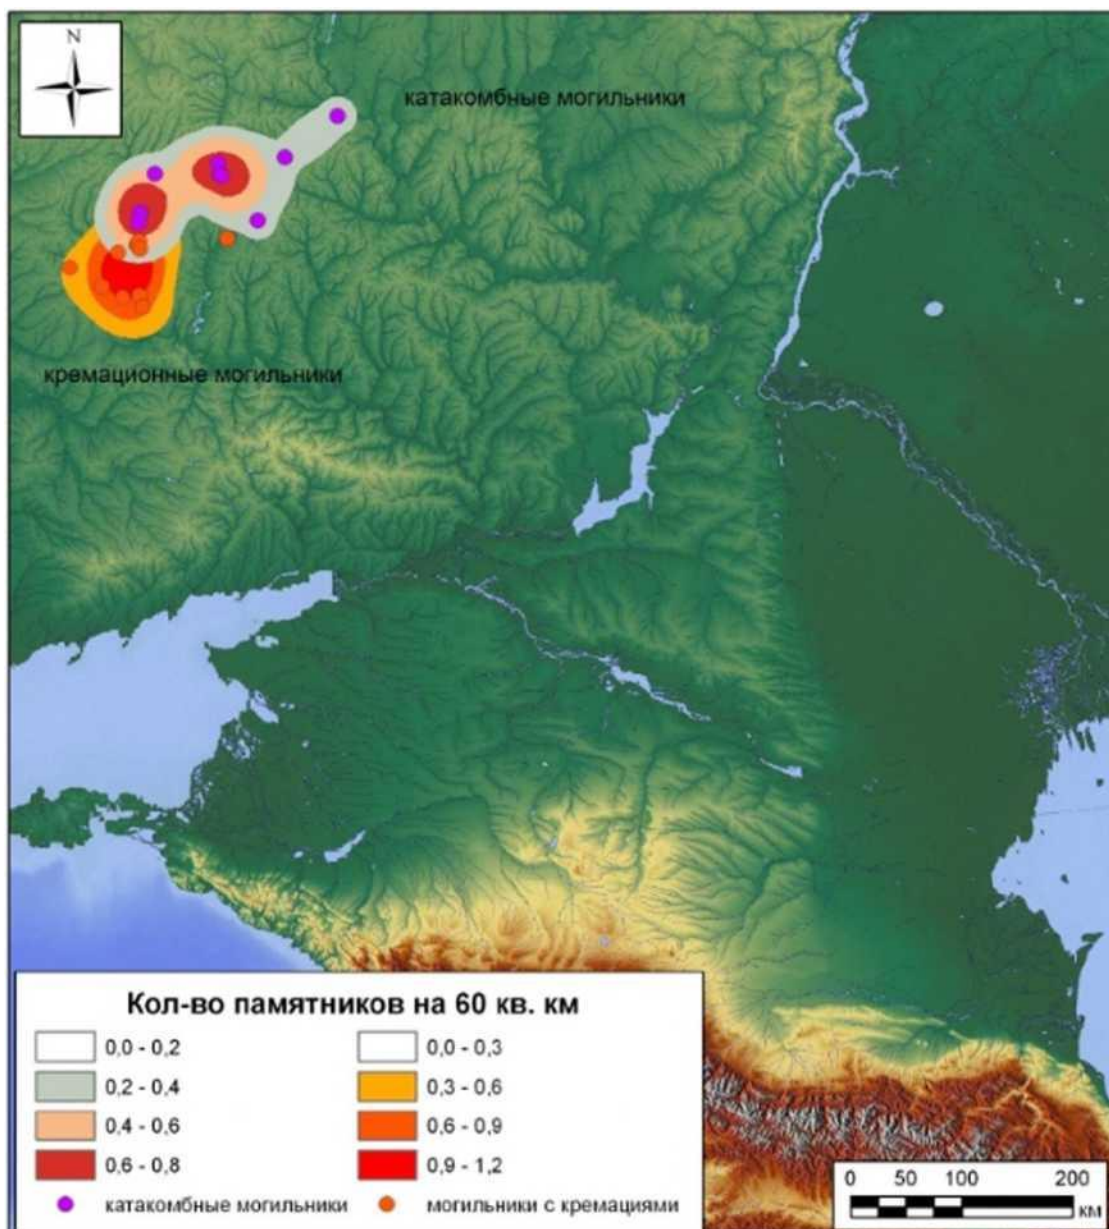 N
катакомбные могильники
кремационные могильники
Кол-во памятников на 60 кв. км
0,0 - 0,2
0,0 - 0,3
0,2 - 0,4
0,3 - 0,6
0,4 - 0,6
0,6 - 0,9
0,6 - 0,8
0,9 - 1,2
катакомбные могильники
могильники с кремациями
0 50 100 200
км